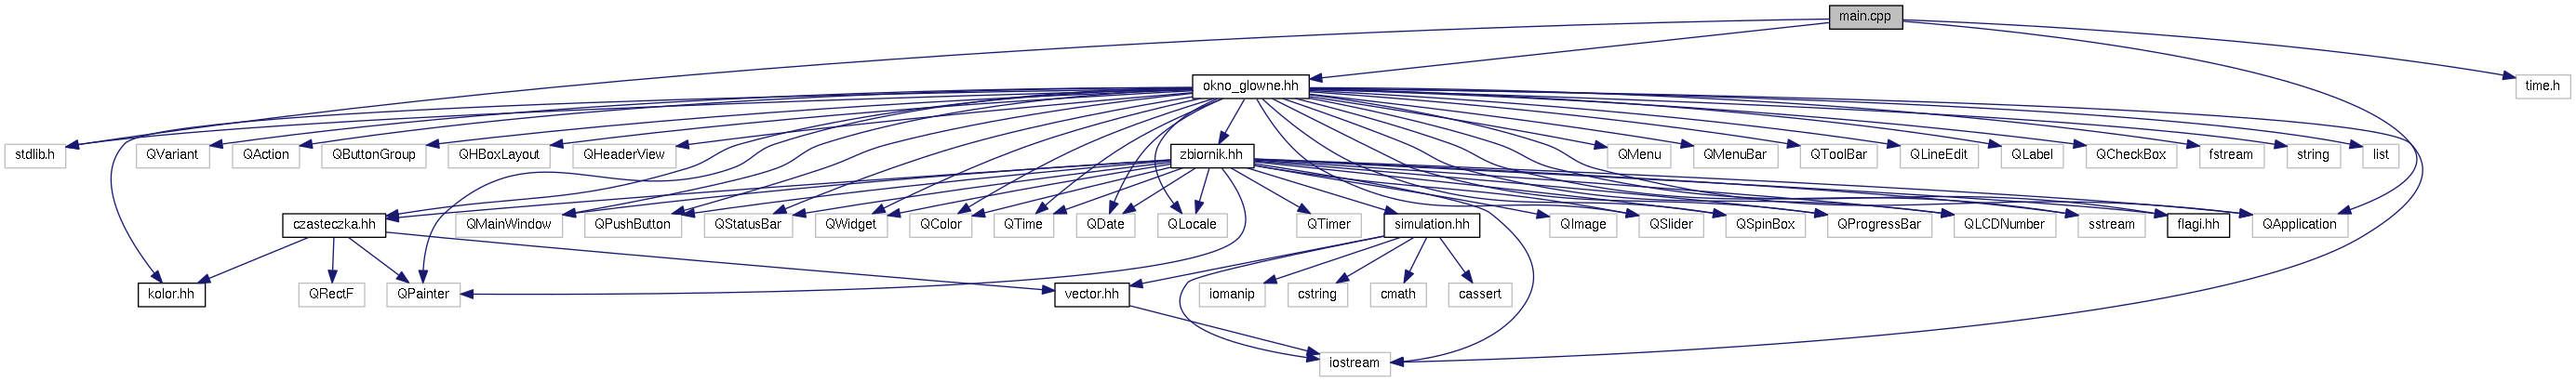 main.cpp
okno_glowne.hh
time.h
stdlib.h
QVariant
QAction
QButtonGroup
QHBoxLayout
QHeaderView
zbiornik.hh
QMenu
QMenuBar
QToolBar
QLineEdit
QLabel
QCheckBox
fstream
string
list
czasteczka.hh
QMainWindow
QPushButton
QStatusBar
QWidget
QColor
QTime
QDate
QLocale
QTimer
simulation.hh
QImage
QSlider
QSpinBox
QProgressBar
QLCDNumber
sstream
flagi.hh
QApplication
kolor.hh
QRectF
QPainter
vector.hh
iomanip
cstring
cmath
cassert
iostream